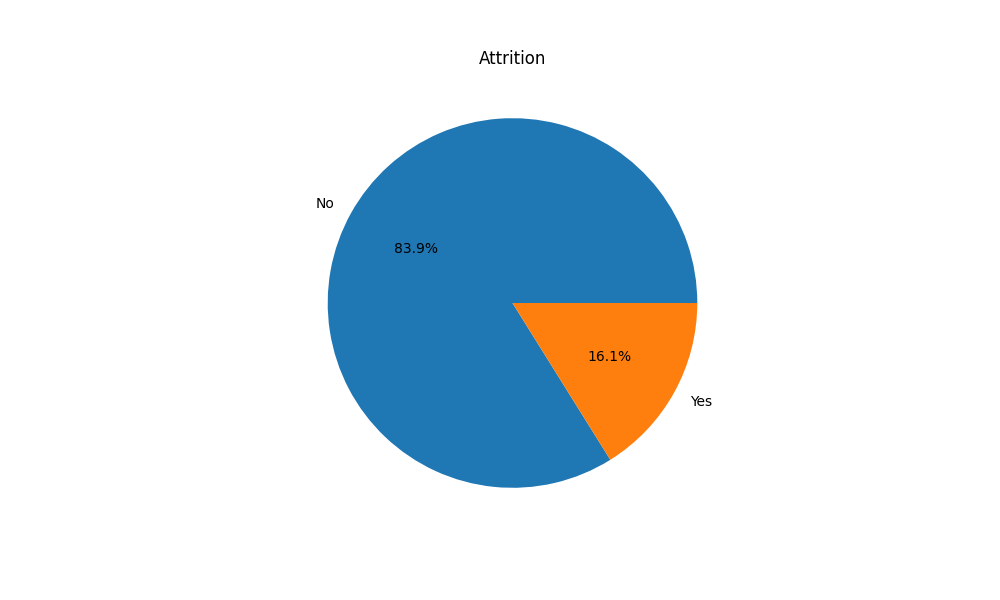 Attrition
No
83.9%
16.1%
Yes